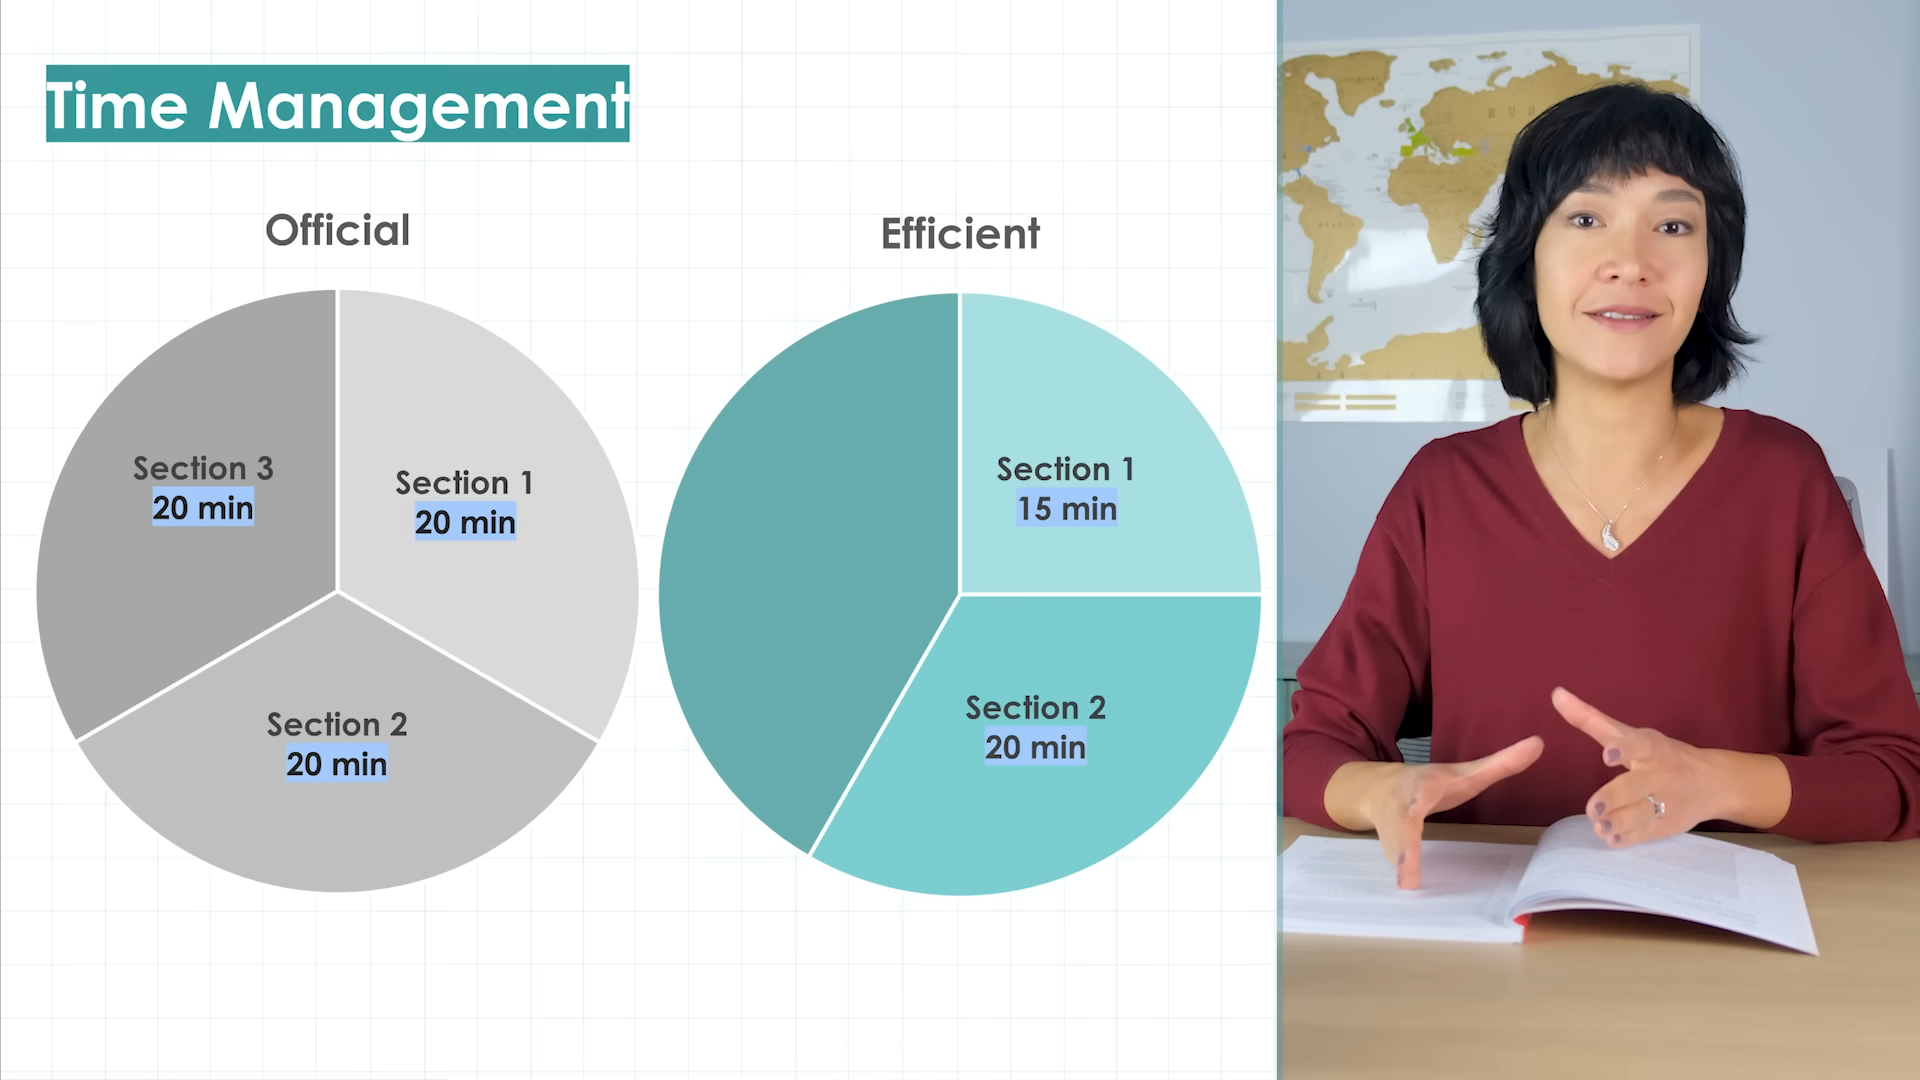 Time Management
Official
Efficient
Section 3
20 min
Section 1
20 min
Section 2
20 min
Section 1
15 min
Section 2
20 min